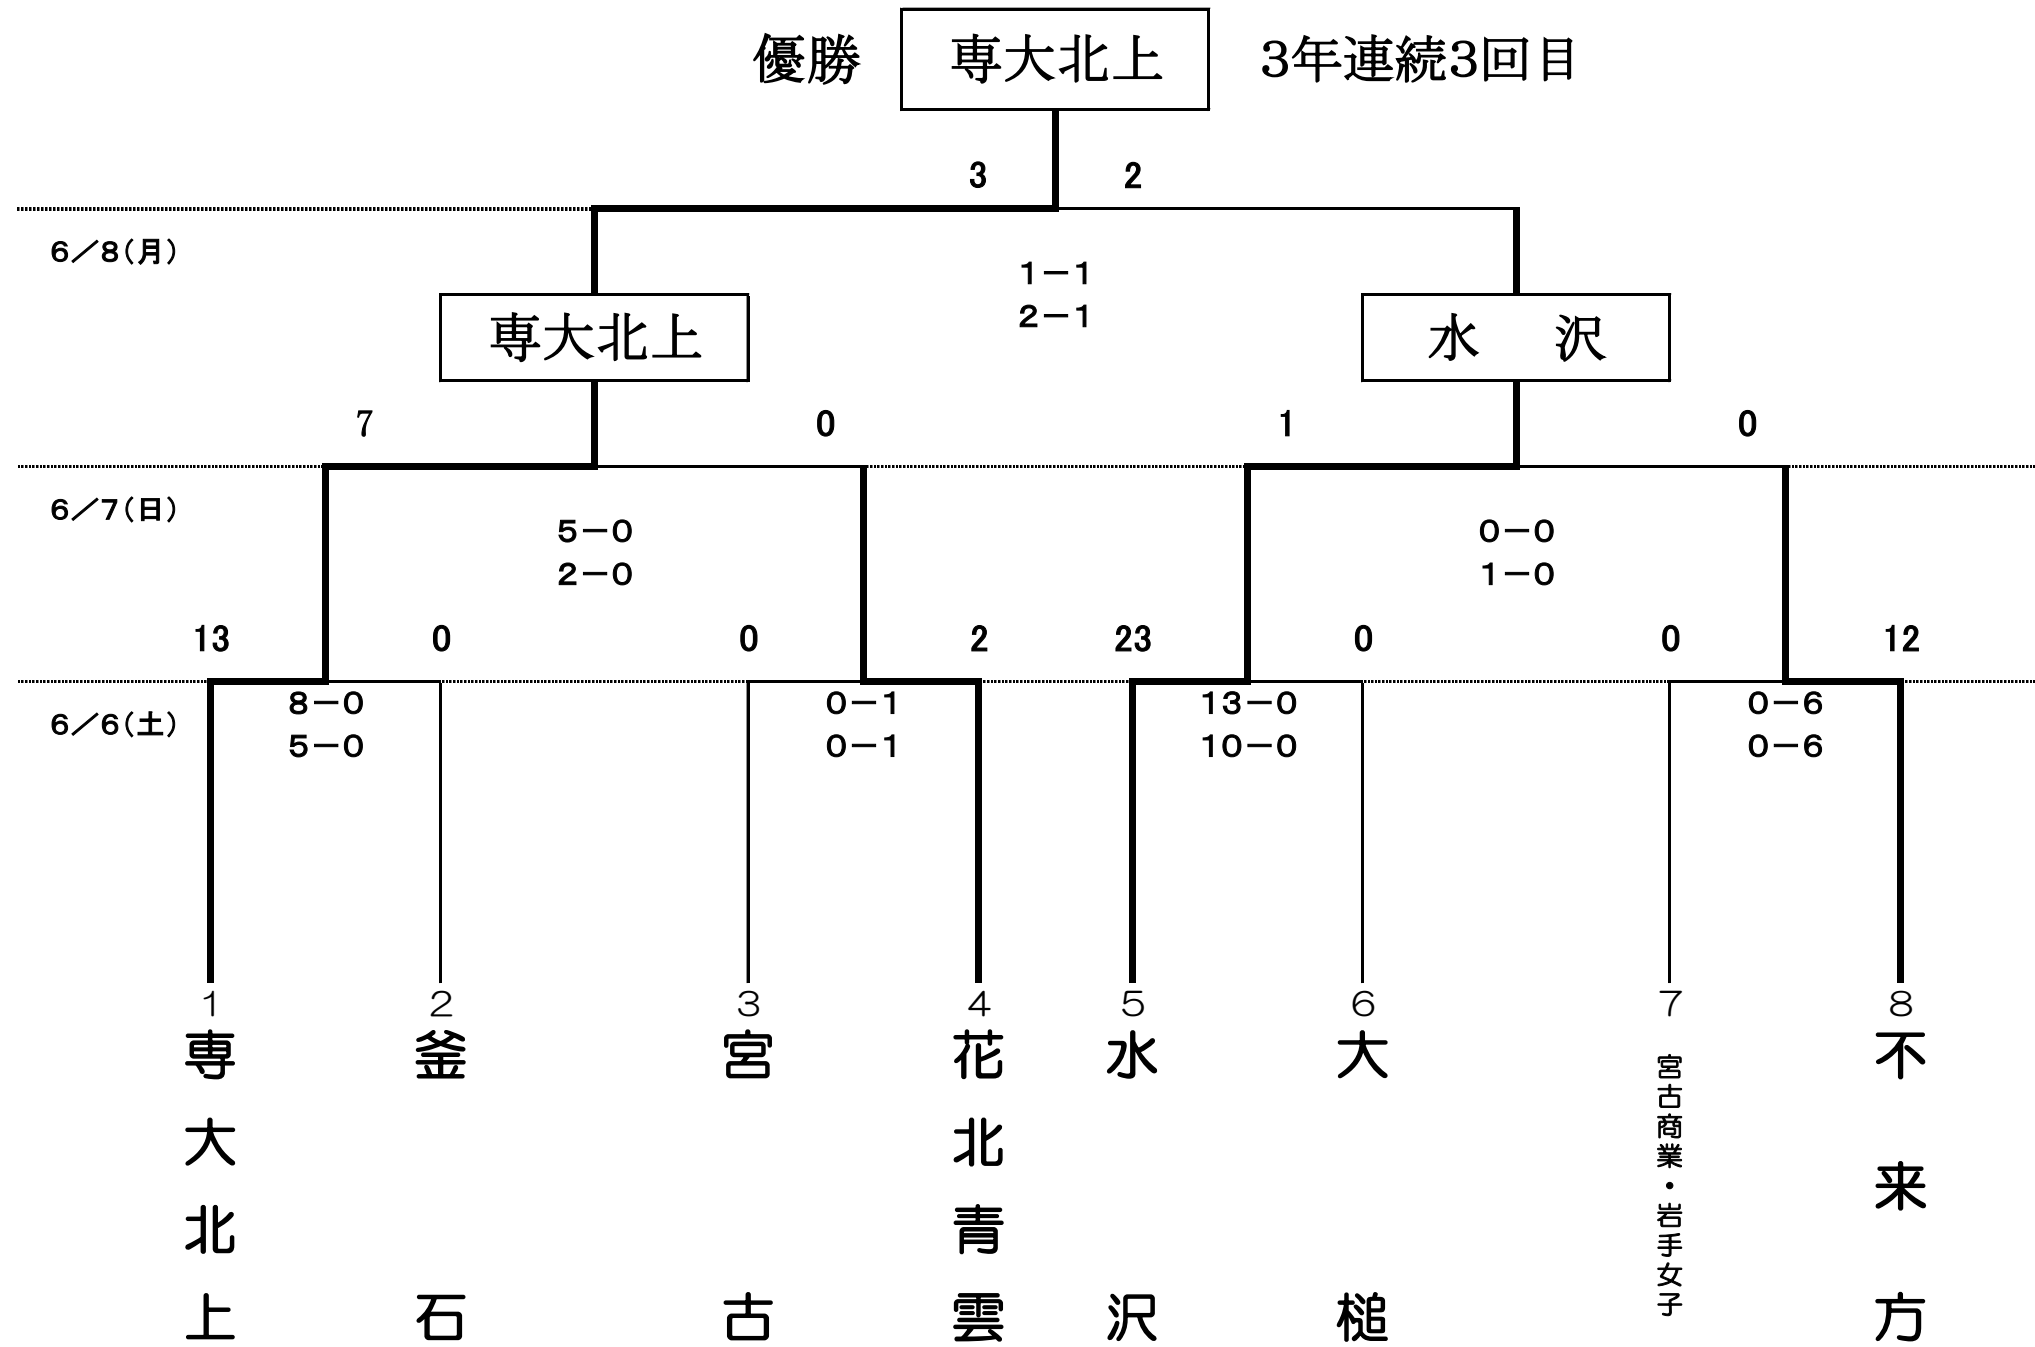 優勝 専大北上 3年連続3回目
3 2
6/8(月)
1-1
2-1
専大北上 水 沢
7 0 1 0
6/7(日)
5-0 0-0
2-0 1-0
13 0 0 2 23 0 0 12
6/6(土)
8-0 0-1 13-0 0-6
5-0 0-1 10-0 0-6
1 2 3 4 5 6 7 8
専大北上
釜石
宮古
花北青雲
水沢
大槌
宮古商業・岩手女子
不来方